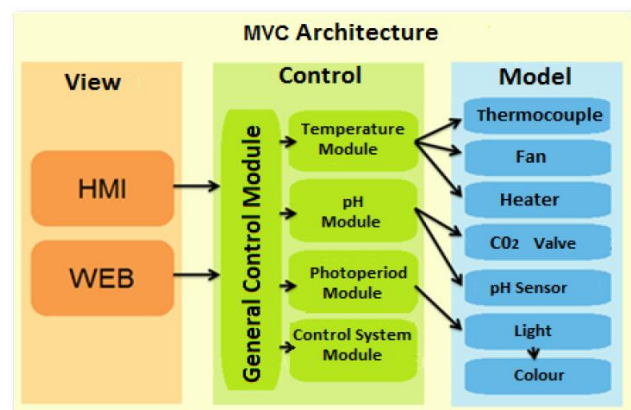 MVC Architecture
View
HMI
WEB
Control
General Control Module
Temperature
Module
pH
Module
Photoperiod
Module
Control System
Module
Model
Thermocouple
Fan
Heater
CO2 Valve
pH Sensor
Light
Colour